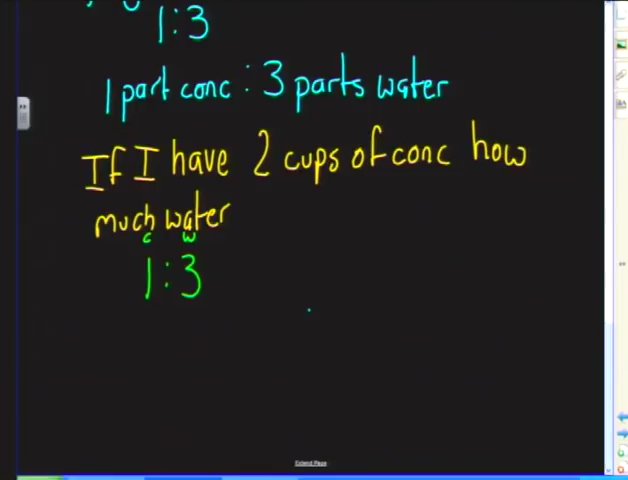 1:3
1 part conc : 3 parts water
If I have 2 cups of conc how
much water
c w
1:3
Extend Page